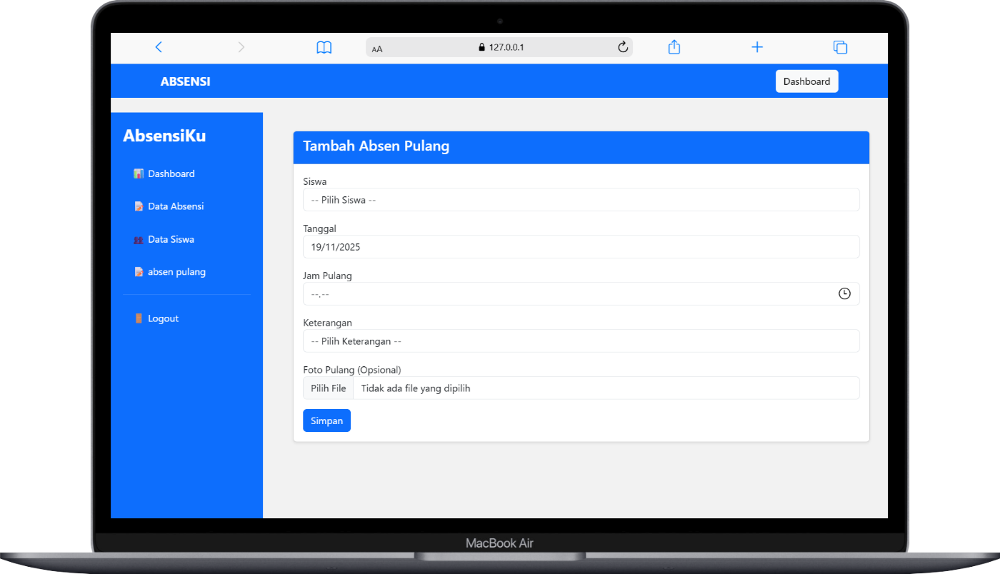 AA 127.0.0.1
ABSENSI
Dashboard
AbsensiKu
Dashboard
Data Absensi
Data Siswa
absen pulang
Logout
Tambah Absen Pulang
Siswa
-- Pilih Siswa --
Tanggal
19/11/2025
Jam Pulang
--.--
Keterangan
-- Pilih Keterangan --
Foto Pulang (Opsional)
Pilih File Tidak ada file yang dipilih
Simpan
MacBook Air